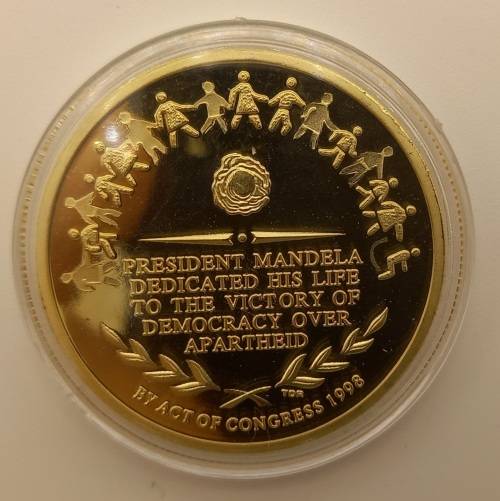 PRESIDENT MANDELA
DEDICATED HIS LIFE
TO THE VICTORY OF
DEMOCRACY OVER
APARTHEID
TDR
BY ACT OF CONGRESS 1998